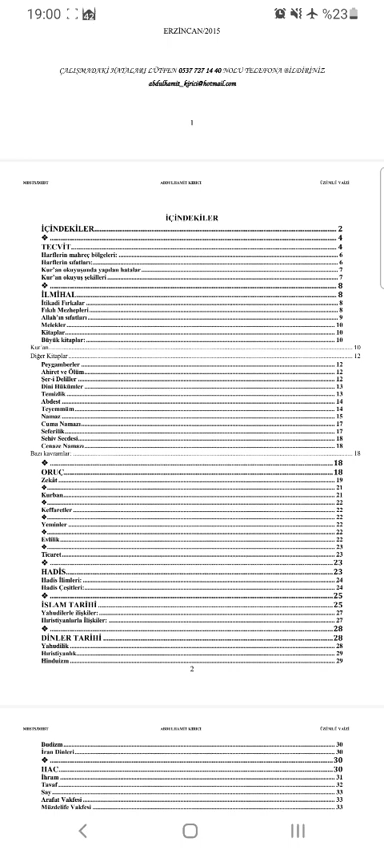 19:00 42 %23
ERZİNCAN/2015
ÇALIŞMADAKİ HATALARI LÜTFEN 0537 737 14 40 NOLU TELEFONA BİLDİRİNİZ
abdulhamit_kirici@hotmail.com
1
ABDULHAMİT KIRICI ÜZÜMLÜ VAİZİ
İÇİNDEKİLER
İÇİNDEKİLER 2
❖ 4
TECVİT 4
Harflerin mahreç bölgeleri: 6
Harflerin sıfatları: 6
Kur'an okuyuşunda yapılan hatalar 7
Kur'an okuyuş şekilleri 7
❖ 8
İLMİHAL 8
İtikadi Fırkalar 8
Fıkıh Mezhepleri 8
Allah'ın sıfatları 9
Melekler 10
Kitaplar 10
Büyük kitaplar: 10
Kur'an 10
Diğer Kitaplar 12
Peygamberler 12
Ahiret ve Ölüm 12
Şer-i Deliller 12
Dini Hükümler 13
Temizlik 13
Abdest 14
Teyemmüm 14
Namaz 15
Cuma Namazı 17
Seferilik 17
Sehiv Secdesi 18
Cenaze Namazı 18
Bazı kavramlar: 18
❖ 18
ORUÇ 18
Zekât 19
❖ 21
Kurban 21
❖ 22
Keffaretler 22
❖ 22
Yeminler 22
❖ 22
Evlilik 22
❖ 23
Ticaret 23
❖ 23
HADİS 23
Hadis İlimleri: 24
Hadis Çeşitleri: 24
❖ 25
İSLAM TARİHİ 25
Yahudilerle ilişkiler: 27
Hıristiyanlarla İlişkiler: 27
❖ 28
DİNLER TARİHİ 28
Yahudilik 28
Hıristiyanlık 29
Hinduizm 29
2
ABDULHAMİT KIRICI ÜZÜMLÜ VAİZİ
Budizm 30
İran Dinleri 30
❖ 30
HAC 30
İhram 31
Tavaf 32
Say 33
Arafat Vakfesi 33
Müzdelife Vakfesi 33